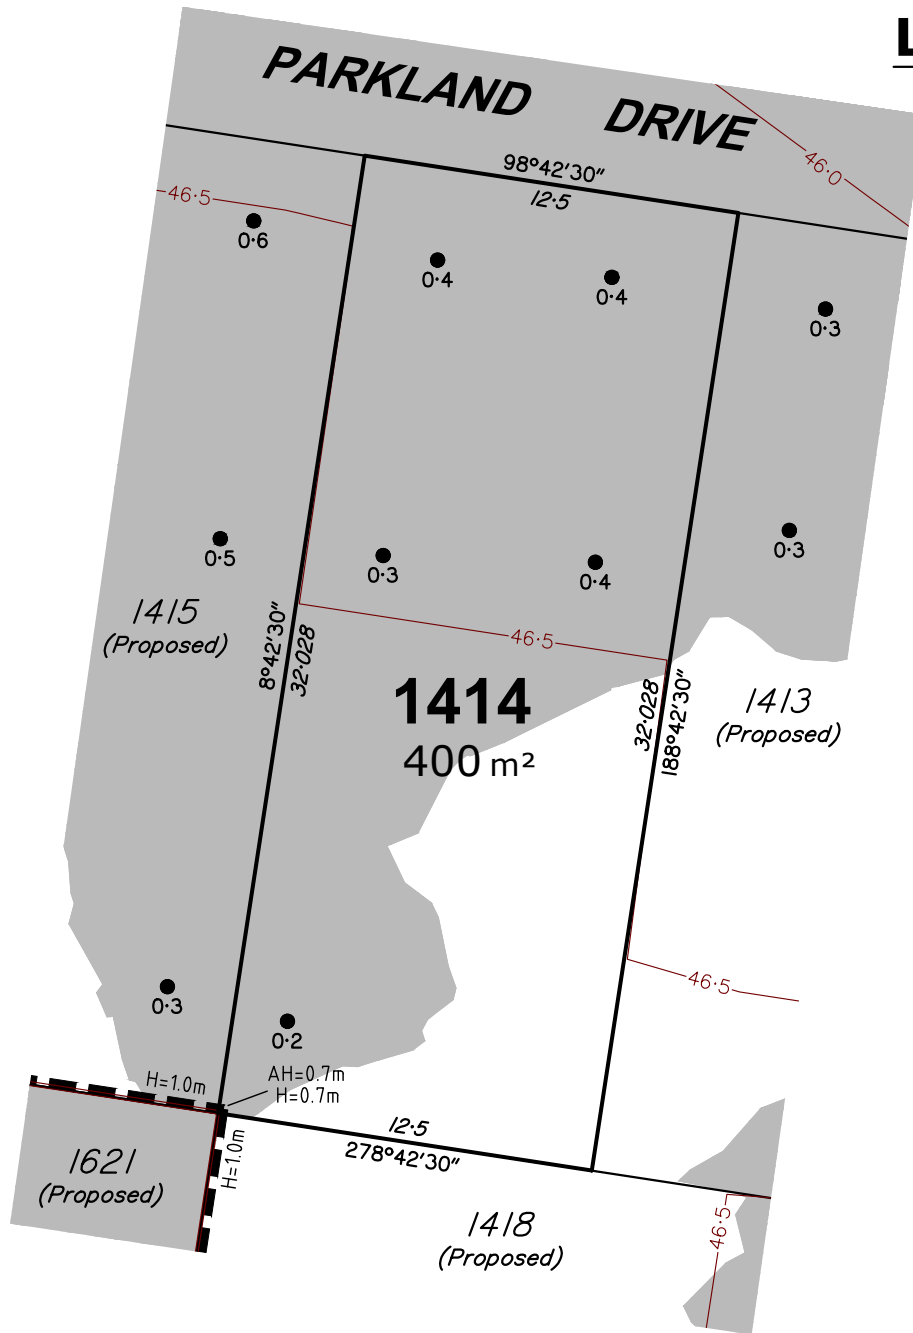 L
PARKLAND DRIVE
98°42'30"
12·5
46·0
46·5
0·6
0·4
0·4
0·3
0·5
0·3
0·4
0·3
1415
(Proposed)
8°42'30"
32·028
46·5
1414
400 m²
32·028
188°42'30"
1413
(Proposed)
46·5
0·3
0·2
H=1.0m
AH=0.7m
H=0.7m
12·5
278°42'30"
H=1.0m
1621
(Proposed)
1418
(Proposed)
46·5